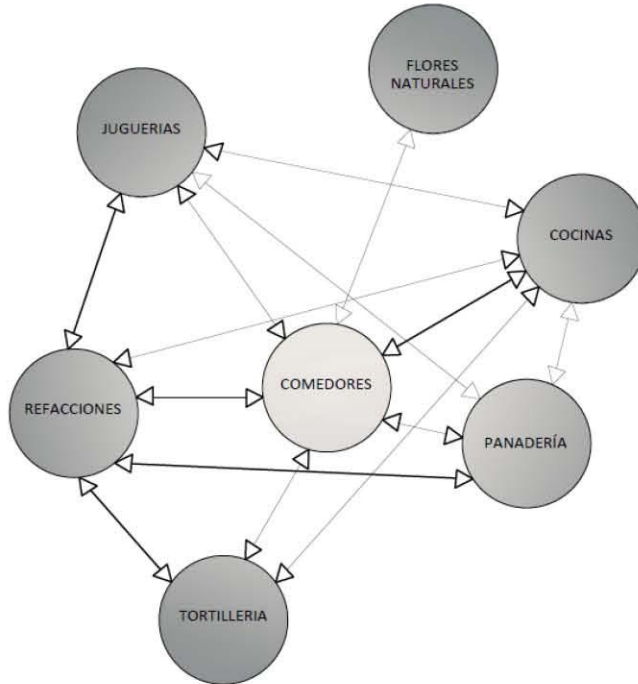 FLORES
NATURALES
JUGUERIAS
COCINAS
COMEDORES
REFACCIONES
PANADERÍA
TORTILLERIA